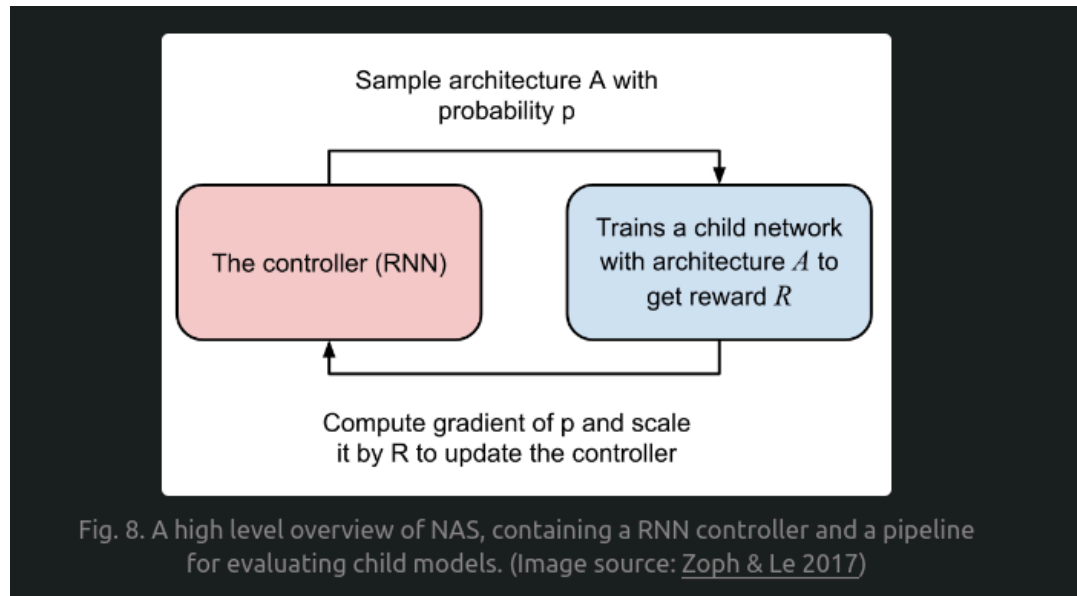 Sample architecture A with
probability p
The controller (RNN)
Trains a child network
with architecture A to
get reward R
Compute gradient of p and scale
it by R to update the controller
Fig. 8. A high level overview of NAS, containing a RNN controller and a pipeline
for evaluating child models. (Image source: Zoph & Le 2017)